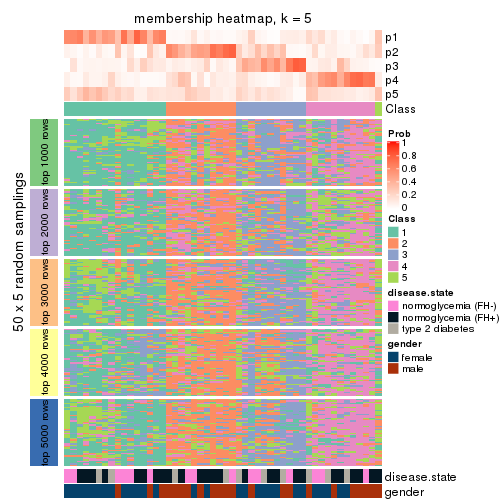 membership heatmap, k = 5
p1
p2
p3
p4
p5
Class
50 x 5 random samplings
top 1000 rows
top 2000 rows
top 3000 rows
top 4000 rows
top 5000 rows
disease.state
gender
Prob
1
0.8
0.6
0.4
0.2
0
Class
1
2
3
4
5
disease.state
normoglycemia (FH-)
normoglycemia (FH+)
type 2 diabetes
gender
female
male